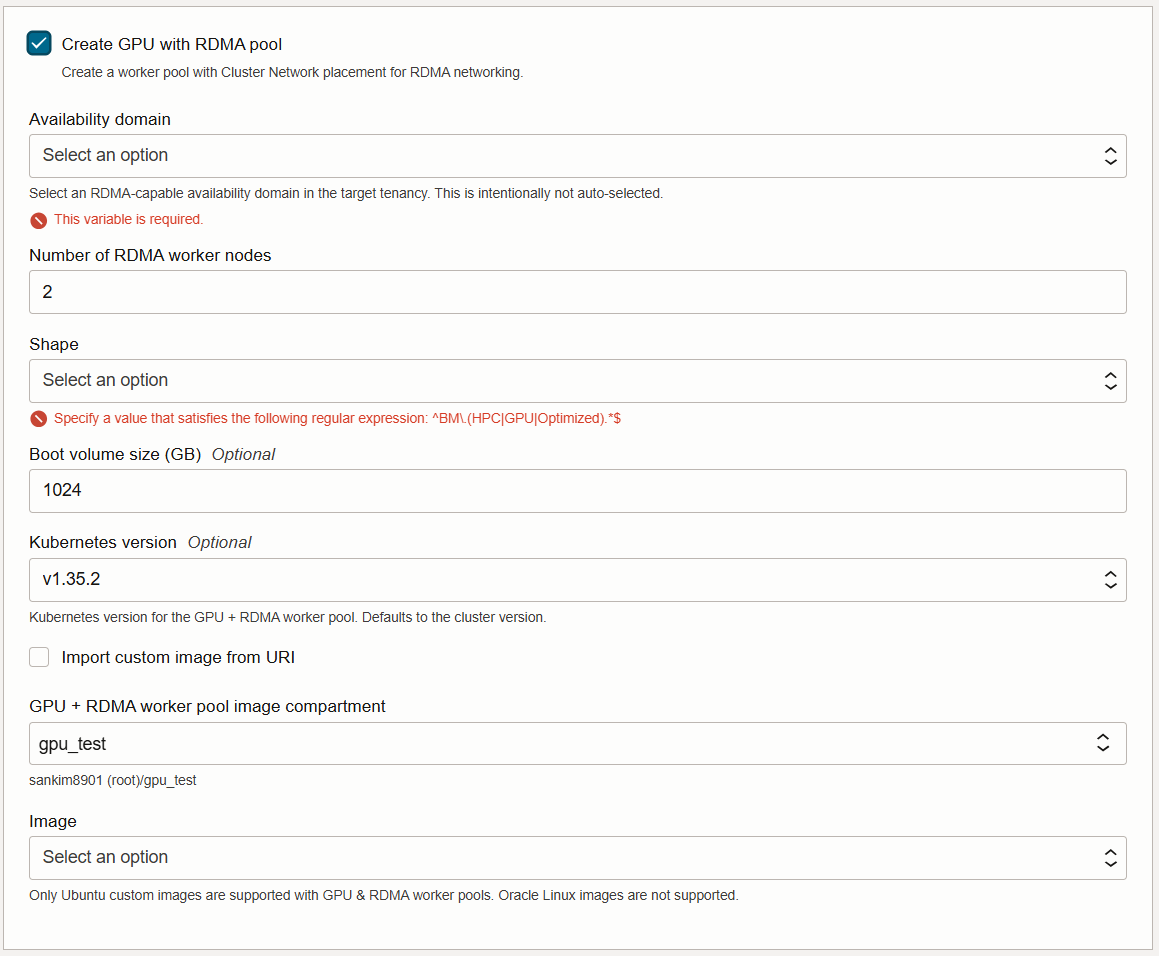 Create GPU with RDMA pool
Create a worker pool with Cluster Network placement for RDMA networking.
Availability domain
Select an option
Select an RDMA-capable availability domain in the target tenancy. This is intentionally not auto-selected.
This variable is required.
Number of RDMA worker nodes
2
Shape
Select an option
Specify a value that satisfies the following regular expression: ^BM\.(HPC|GPU|Optimized).*$
Boot volume size (GB) Optional
1024
Kubernetes version Optional
v1.35.2
Kubernetes version for the GPU + RDMA worker pool. Defaults to the cluster version.
Import custom image from URI
GPU + RDMA worker pool image compartment
gpu_test
sankim8901 (root)/gpu_test
Image
Select an option
Only Ubuntu custom images are supported with GPU & RDMA worker pools. Oracle Linux images are not supported.